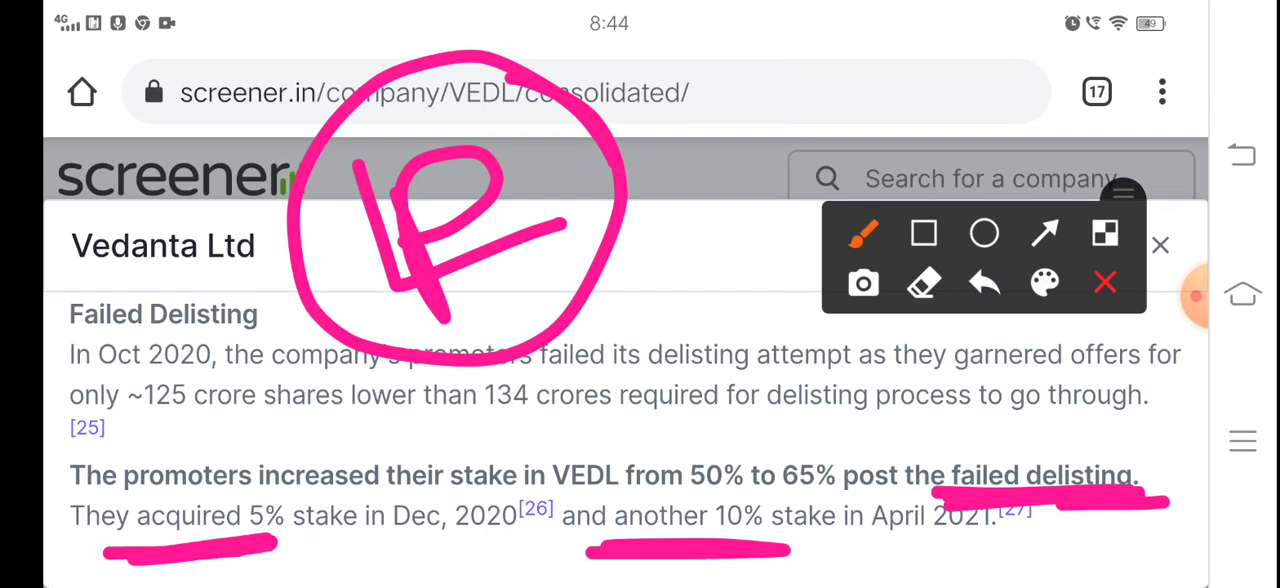 4G 8:44 49
screener.in/company/VEDL/consolidated/ 17
screener Search for a company
Vedanta Ltd
Failed Delisting
In Oct 2020, the company's promoters failed its delisting attempt as they garnered offers for
only ~125 crore shares lower than 134 crores required for delisting process to go through.
[25]
The promoters increased their stake in VEDL from 50% to 65% post the failed delisting.
They acquired 5% stake in Dec, 2020[26] and another 10% stake in April 2021.[27]